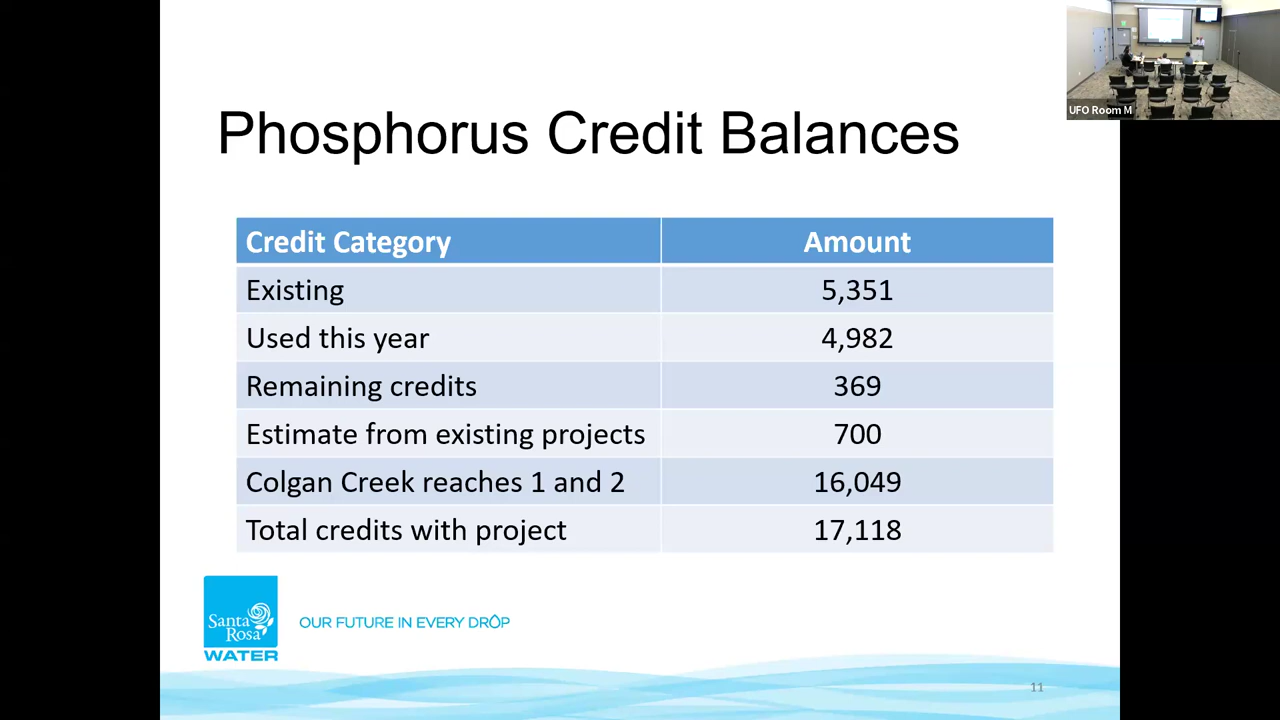 UFO Room M
Phosphorus Credit Balances
Credit Category Amount
Existing 5,351
Used this year 4,982
Remaining credits 369
Estimate from existing projects 700
Colgan Creek reaches 1 and 2 16,049
Total credits with project 17,118
Santa
Rosa
WATER
OUR FUTURE IN EVERY DROP
11